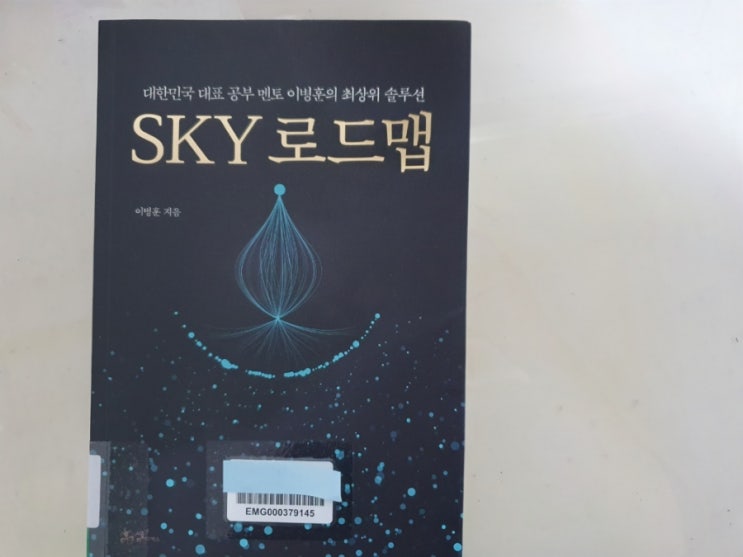 대한민국 대표 공부 멘토 이병훈의 최상위 솔루션
SKY 로드맵
이병훈 지음
EMG000379145